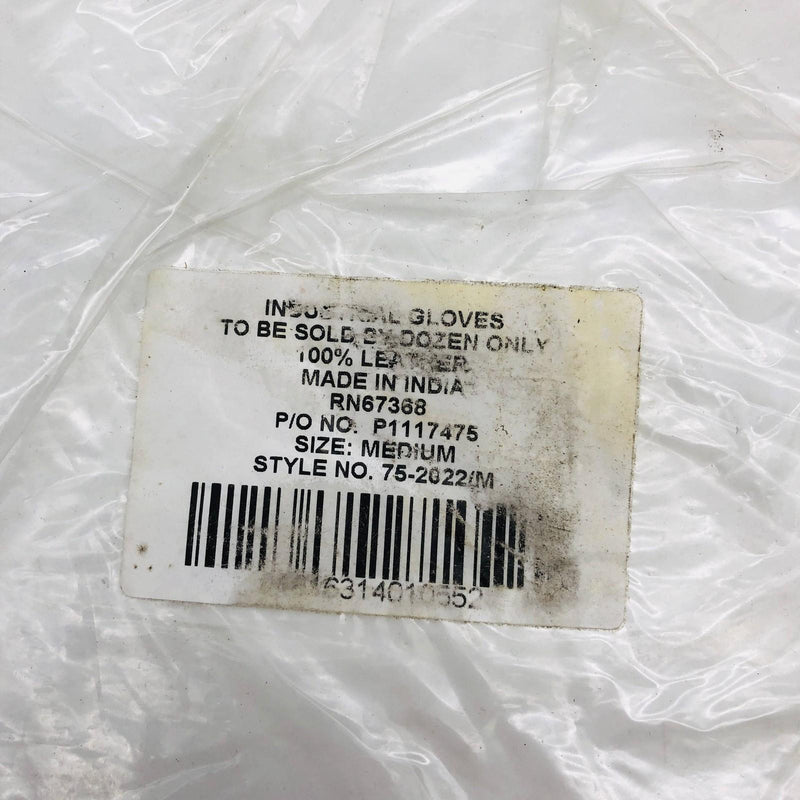 INDUSTRIAL GLOVES
TO BE SOLD BY DOZEN ONLY
100% LEATHER
MADE IN INDIA
RN67368
P/O NO. P1117475
SIZE: MEDIUM
STYLE NO. 75-2022/M